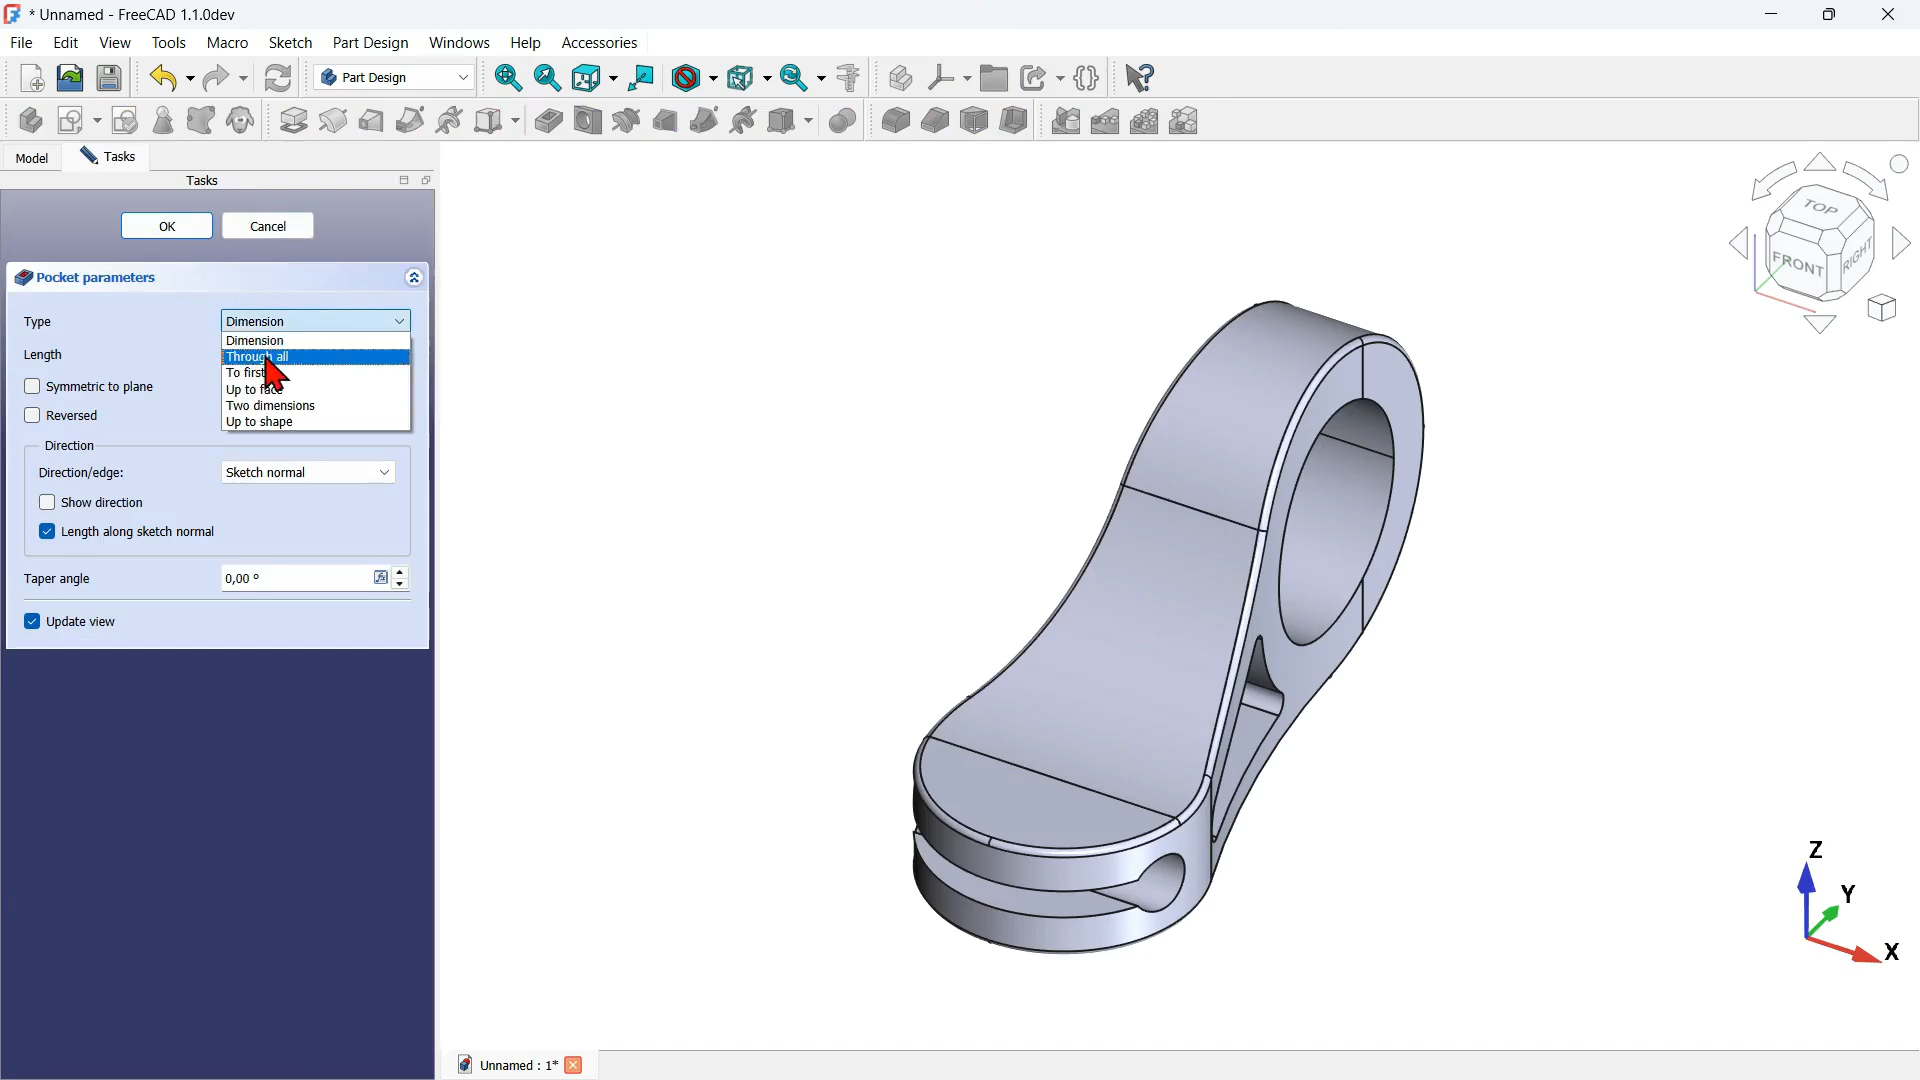 * Unnamed - FreeCAD 1.1.0dev
File Edit View Tools Macro Sketch Part Design Windows Help Accessories
Part Design
Model Tasks
Tasks
OK Cancel
Pocket parameters
Type Dimension
Dimension
Length
Through all
To first
Symmetric to plane
Up to face
Two dimensions
Reversed
Up to shape
Direction
Direction/edge: Sketch normal
Show direction
Length along sketch normal
Taper angle 0,00 º
Update view
TOP
FRONT
RIGHT
Z
Y
X
Unnamed : 1*